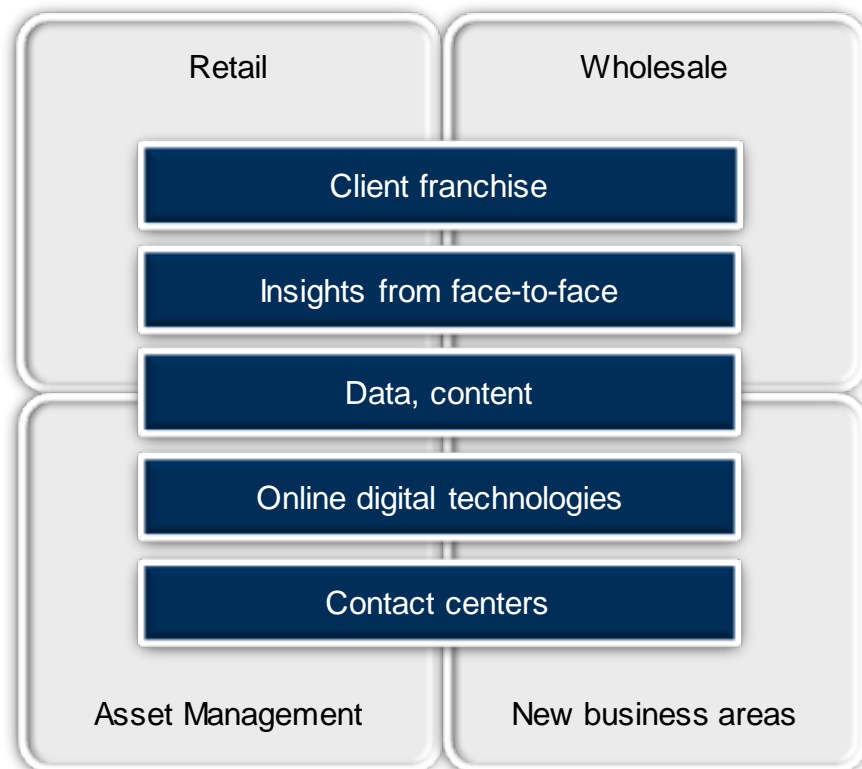 Retail
Wholesale
Client franchise
Insights from face-to-face
Data, content
Online digital technologies
Contact centers
Asset Management
New business areas